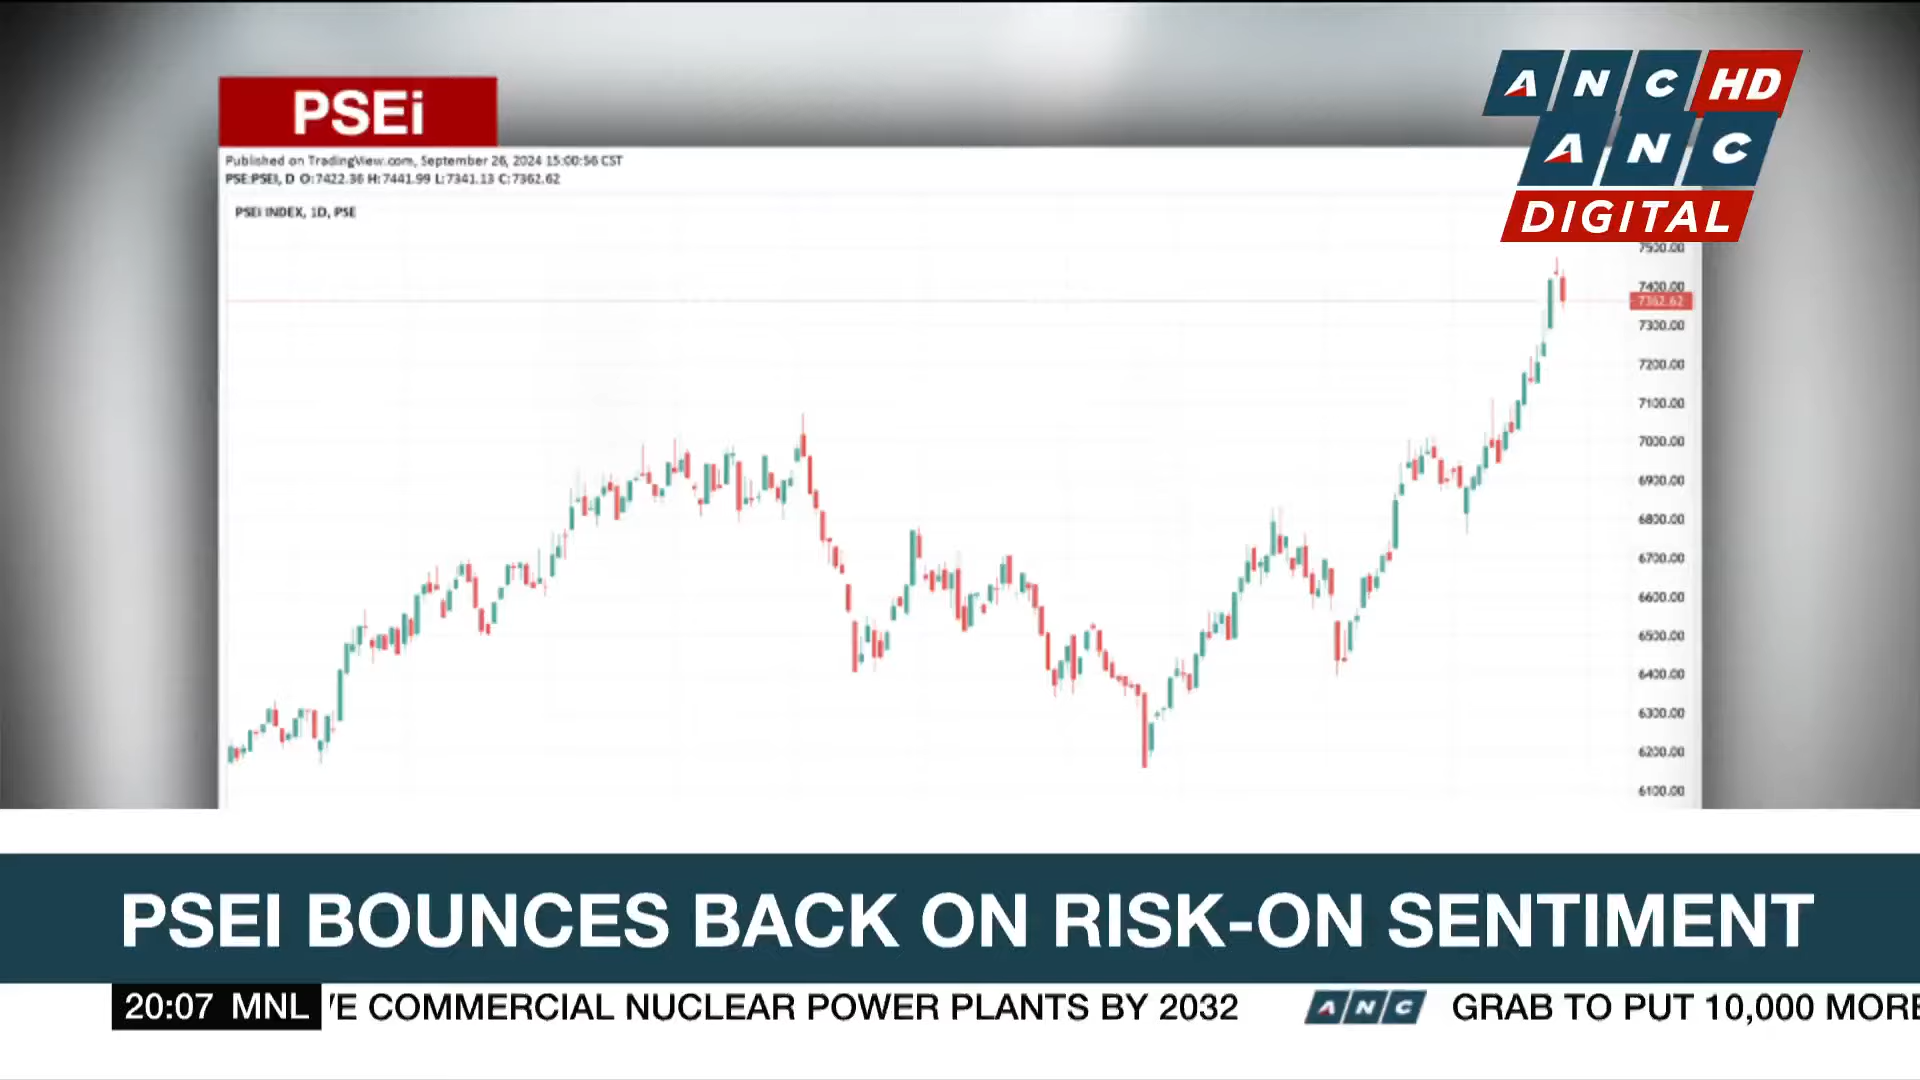 PSEi
Published on TradingView.com, September 26, 2024 15:00:56 CST
PSE:PSEI, D O:7422.36 H:7441.99 L:7341.13 C:7362.62
PSEi INDEX, 1D, PSE
ANC HD
ANC
DIGITAL
7500.00
7400.00
7362.62
7300.00
7200.00
7100.00
7000.00
6900.00
6800.00
6700.00
6600.00
6500.00
6400.00
6300.00
6200.00
6100.00
PSEI BOUNCES BACK ON RISK-ON SENTIMENT
20:07 MNL
COMMERCIAL NUCLEAR POWER PLANTS BY 2032 ANC GRAB TO PUT 10,000 MORE